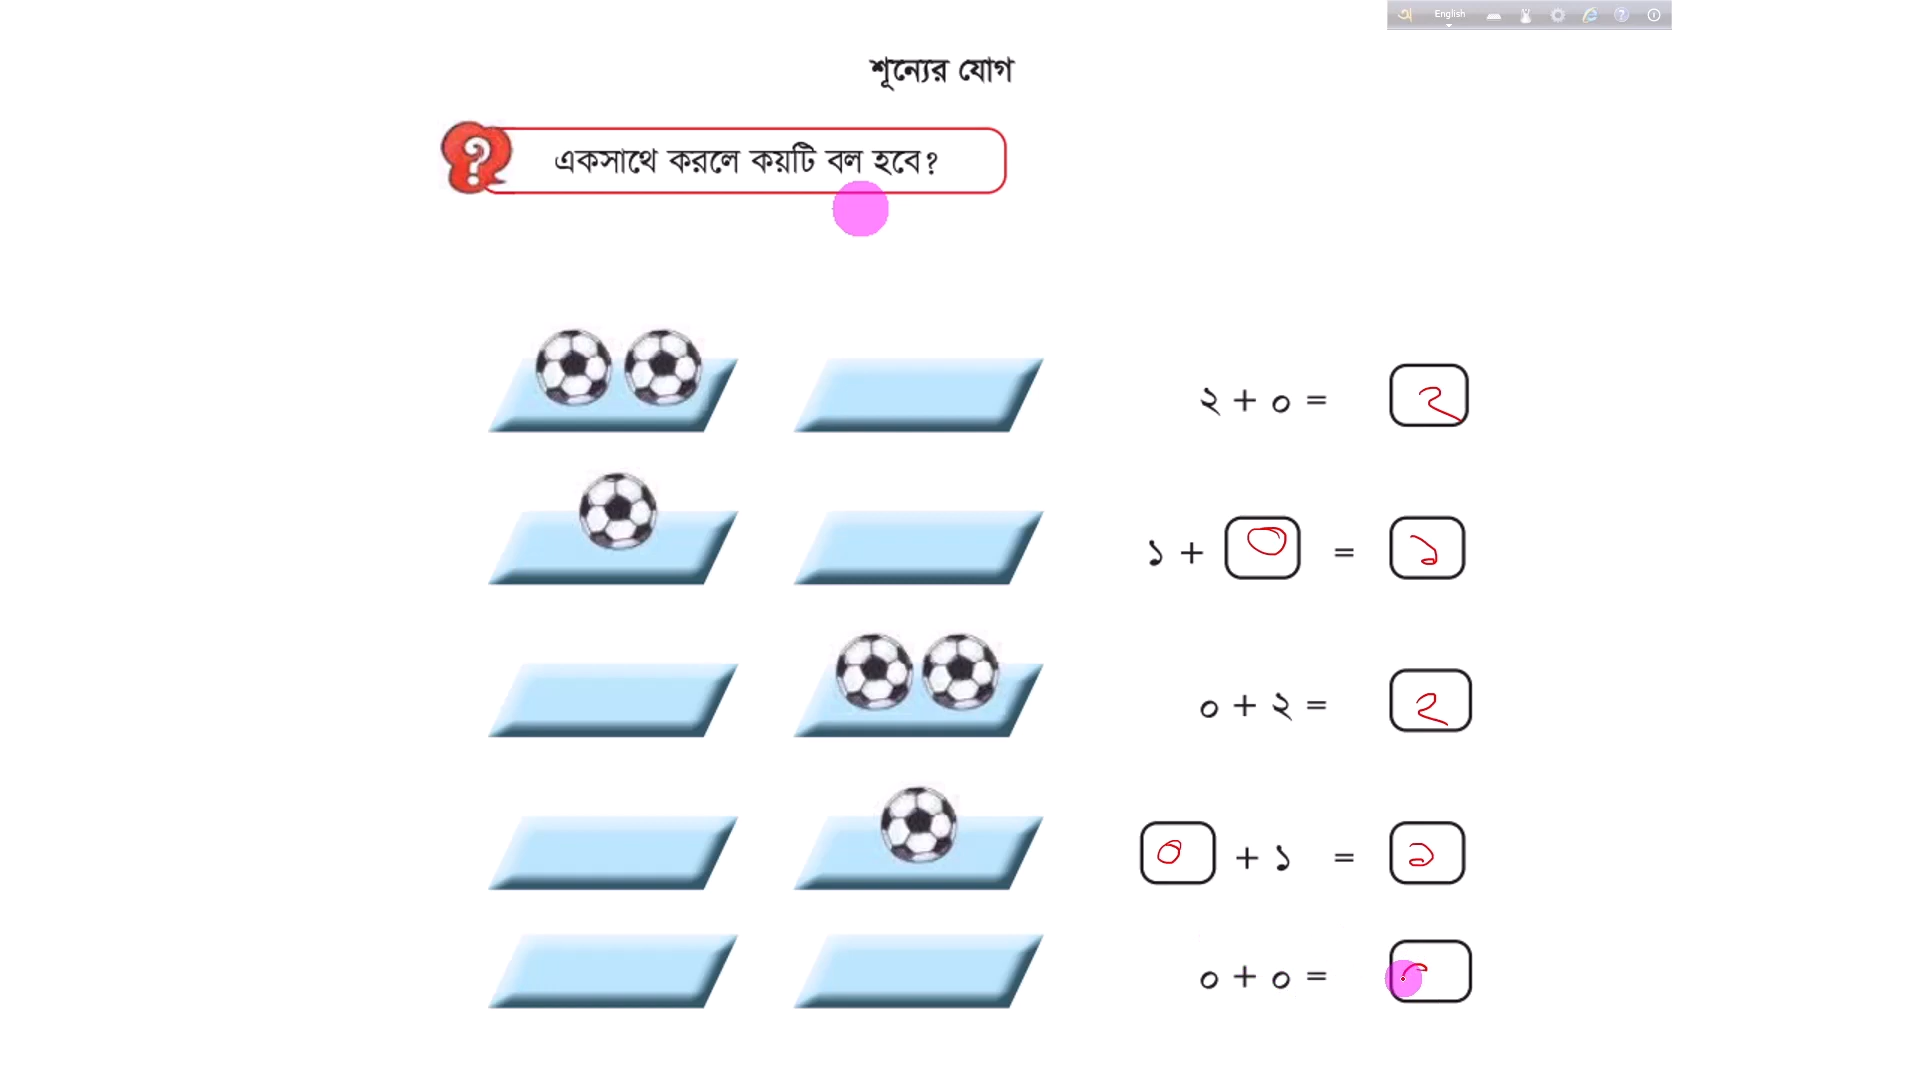 English
শূন্যের যোগ
?
একসাথে করলে কয়টি বল হবে?
২ + ০ = ২
১ + ০ = ১
০ + ২ = ২
০ + ১ = ১
০ + ০ =